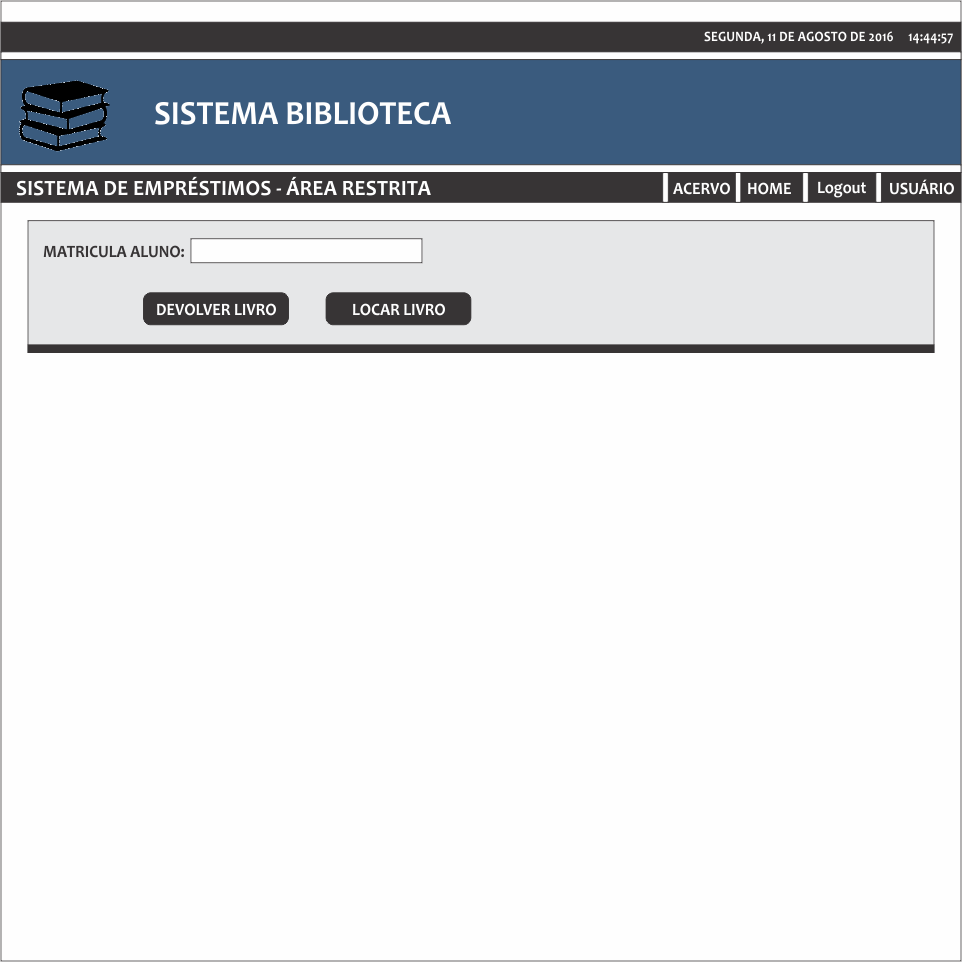 SEGUNDA, 11 DE AGOSTO DE 2016 14:44:57
SISTEMA BIBLIOTECA
SISTEMA DE EMPRÉSTIMOS - ÁREA RESTRITA ACERVO HOME Logout USUÁRIO
MATRICULA ALUNO:
DEVOLVER LIVRO LOCAR LIVRO